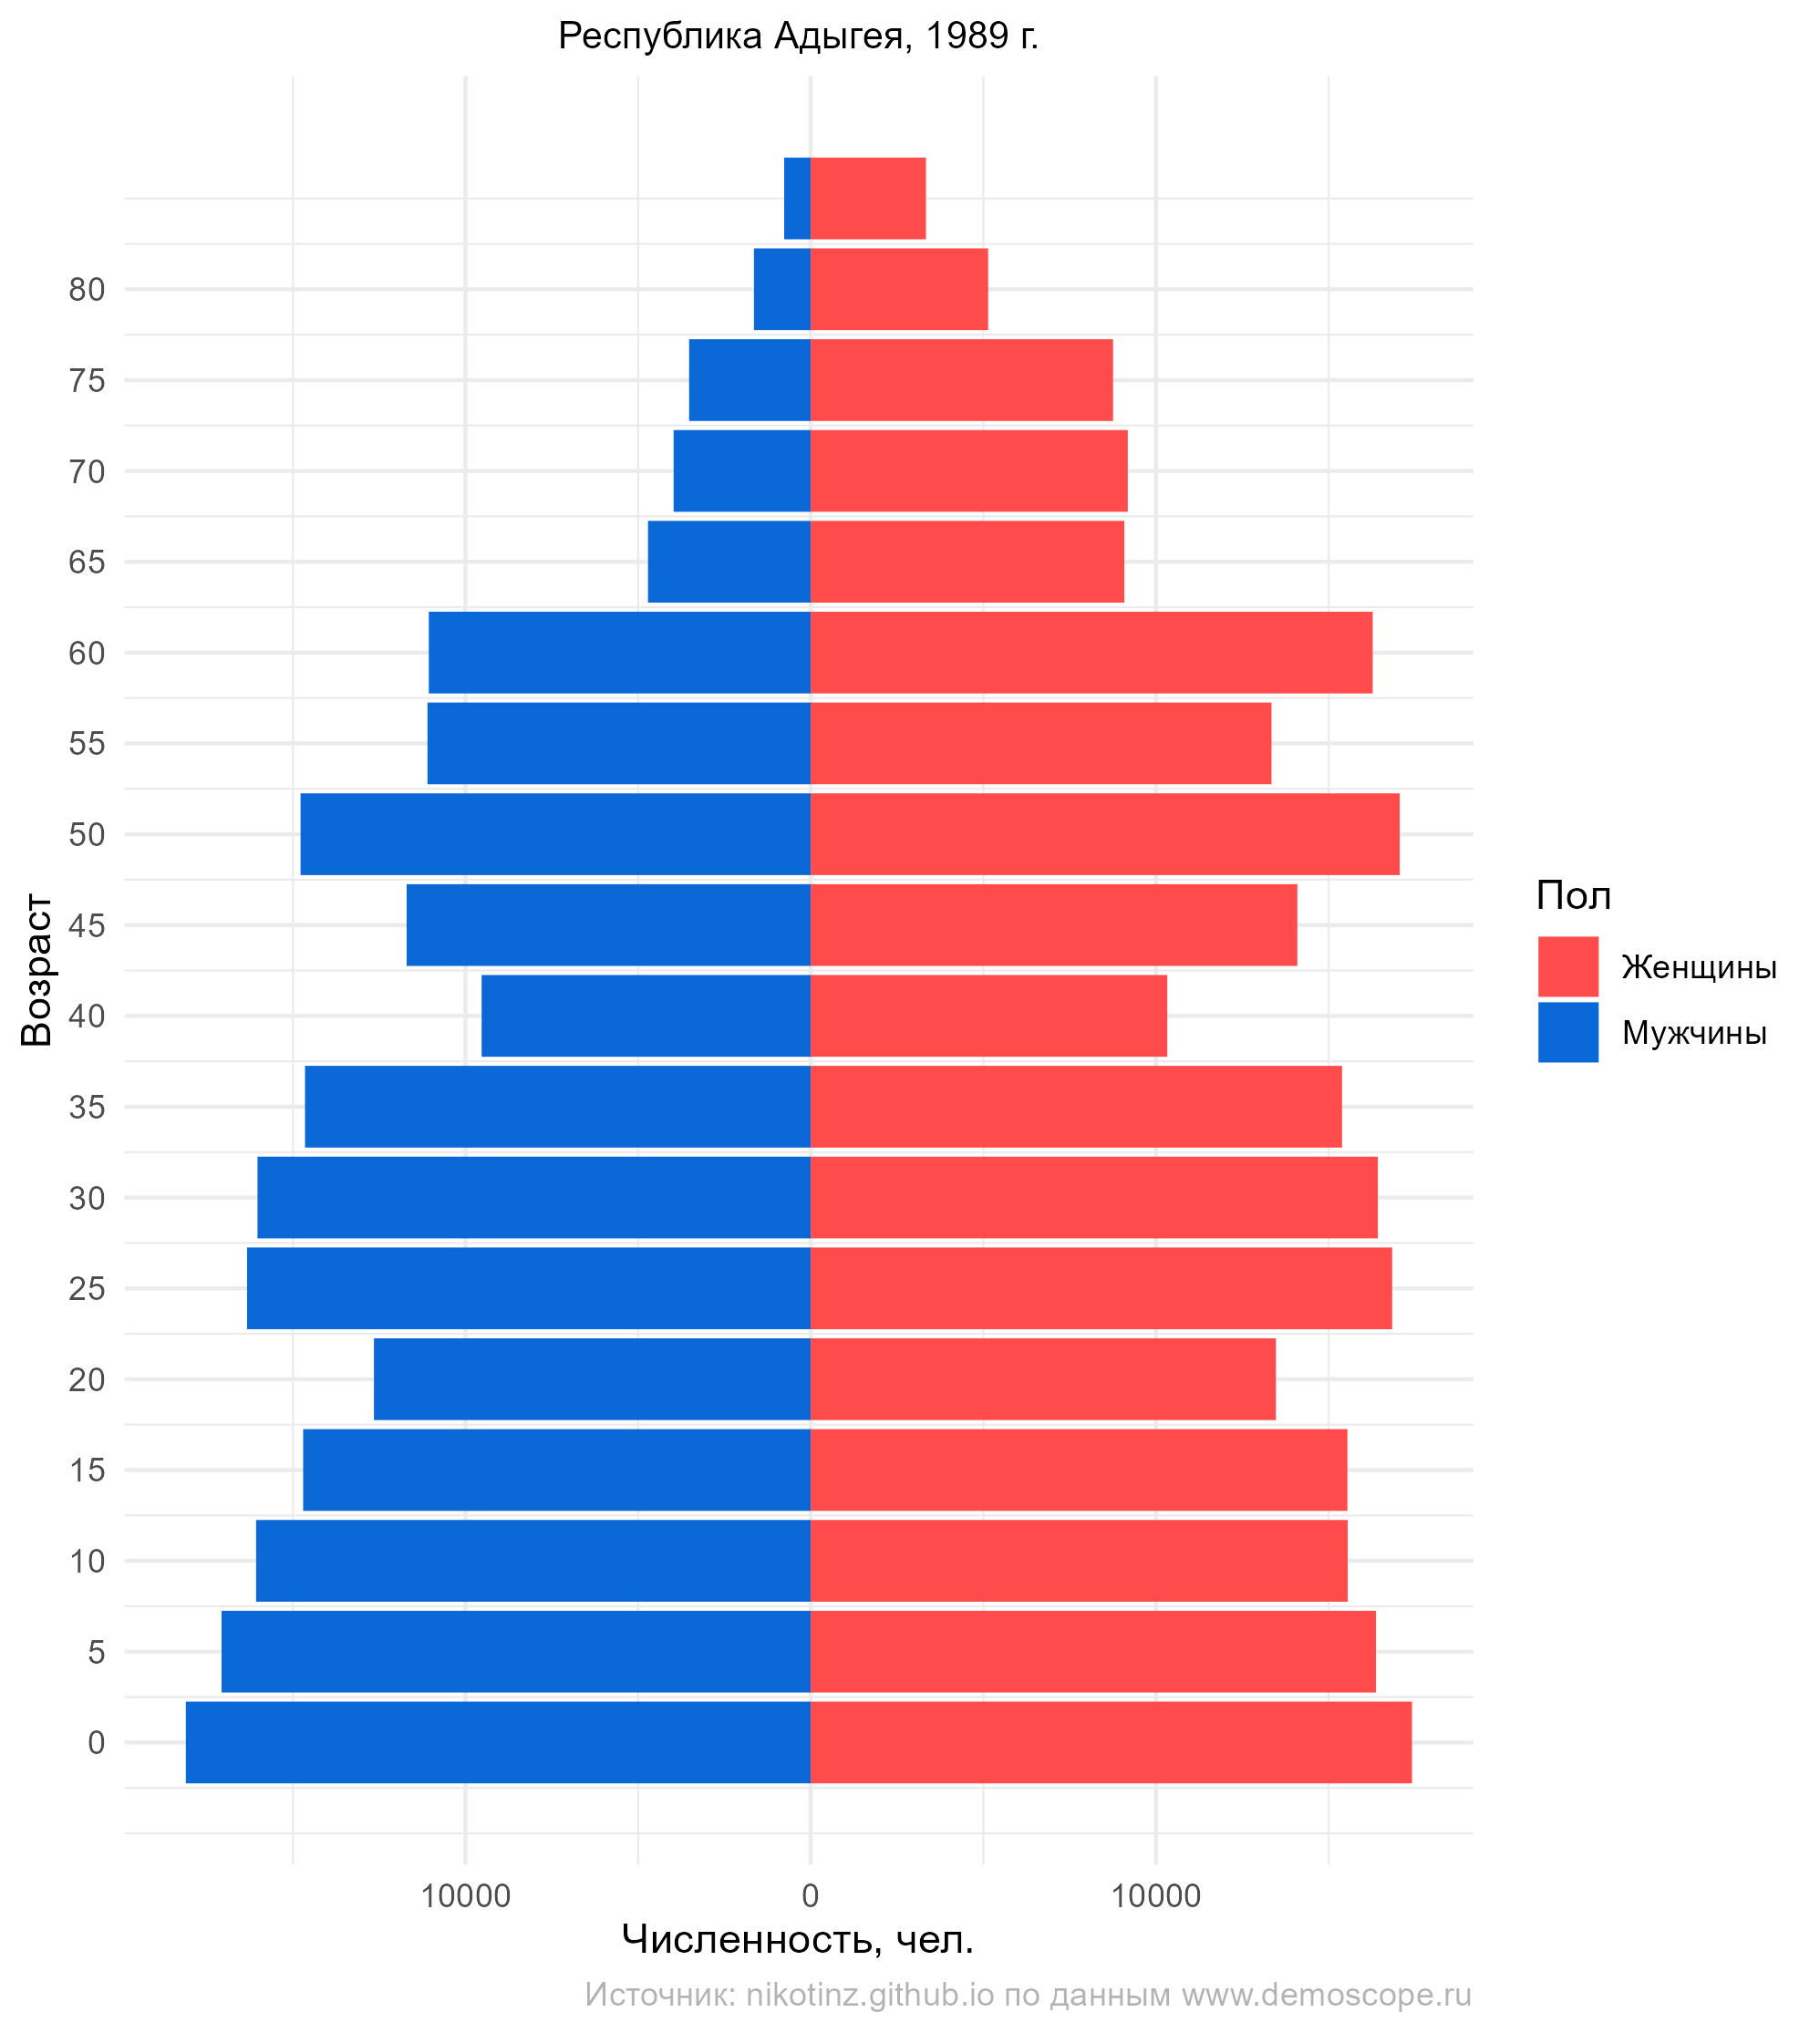 Республика Адыгея, 1989 г.
80
75
70
65
60
55
50
45
40
35
30
25
20
15
10
5
0
Возраст
10000 0 10000
Численность, чел.
Пол
Женщины
Мужчины
Источник: nikotinz.github.io по данным www.demoscope.ru